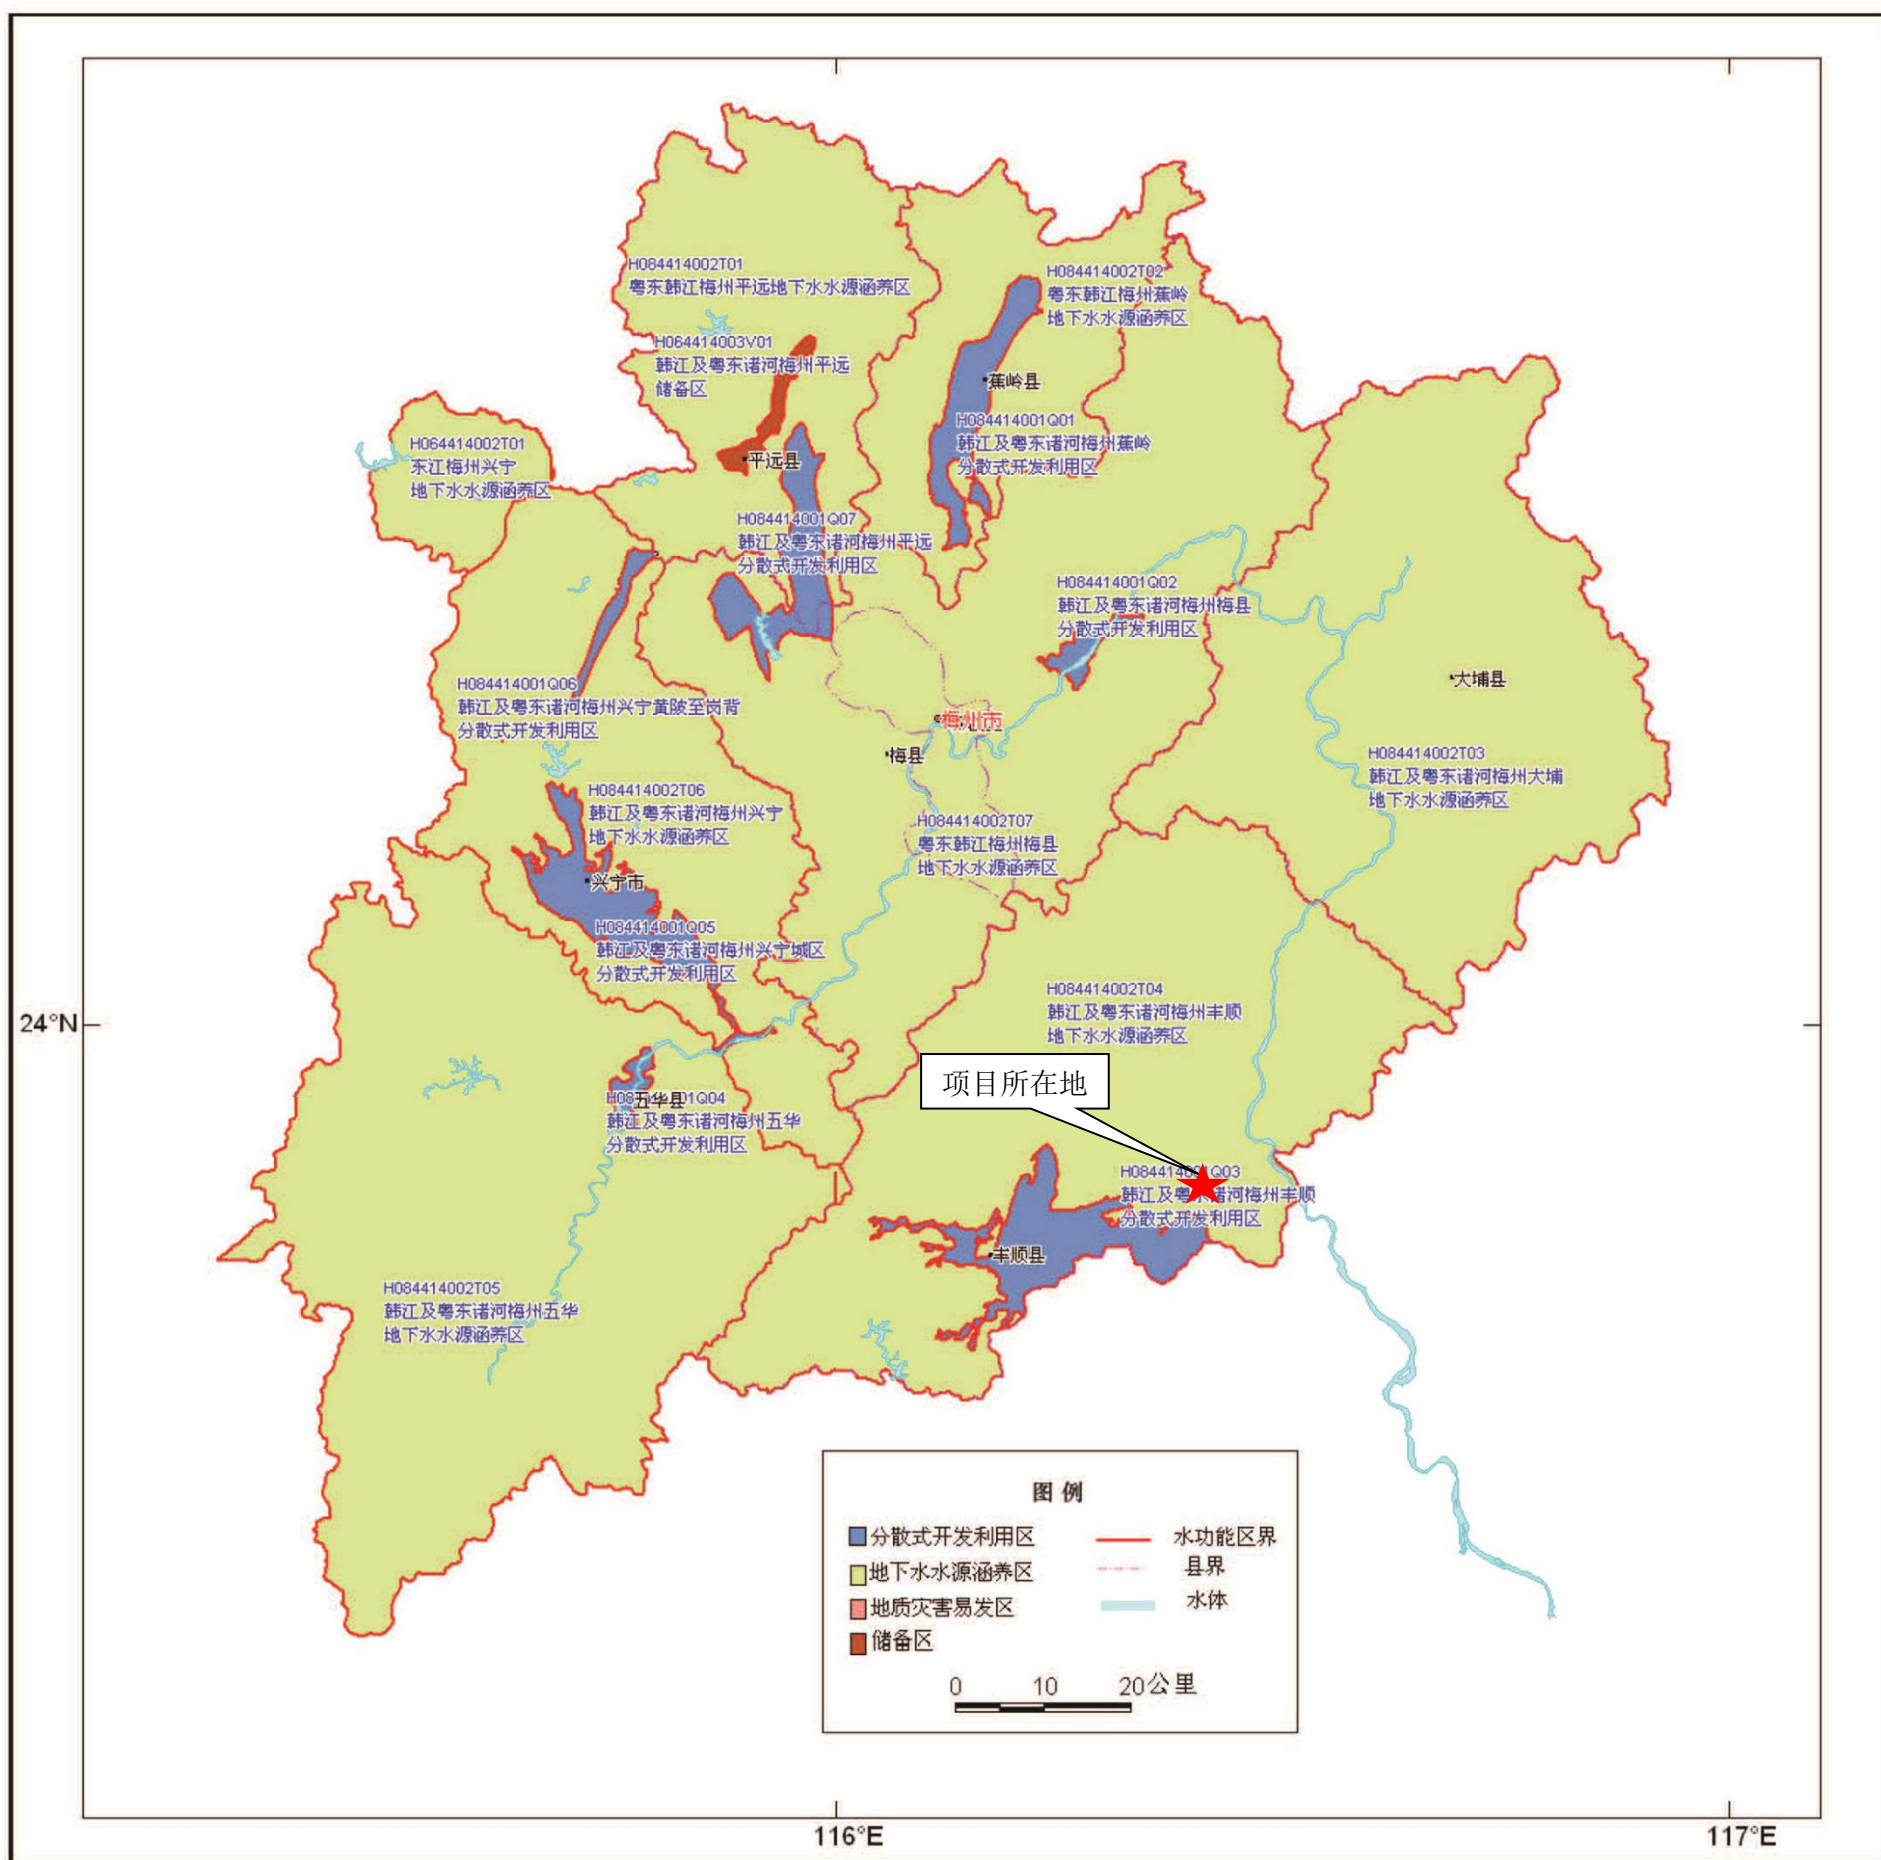 H084414002T01
粤东韩江梅州平远地下水水源涵养区
H084414002T02
粤东韩江梅州蕉岭
地下水水源涵养区
H064414003V01
韩江及粤东诸河梅州平远
储备区
蕉岭县
H084414001Q01
韩江及粤东诸河梅州蕉岭
分散式开发利用区
H064414002T01
东江梅州兴宁
地下水水源涵养区
平远县
H084414001Q07
韩江及粤东诸河梅州平远
分散式开发利用区
H084414001Q02
韩江及粤东诸河梅州梅县
分散式开发利用区
大埔县
H084414001Q06
韩江及粤东诸河梅州兴宁黄陂至岗背
分散式开发利用区
梅州市
梅县
H084414002T03
韩江及粤东诸河梅州大埔
地下水水源涵养区
H084414002T06
韩江及粤东诸河梅州兴宁
地下水水源涵养区
H084414002T07
粤东韩江梅州梅县
地下水水源涵养区
兴宁市
H084414001Q05
韩江及粤东诸河梅州兴宁城区
分散式开发利用区
H084414002T04
韩江及粤东诸河梅州丰顺
地下水水源涵养区
24°N
项目所在地
五华县
01Q04
韩江及粤东诸河梅州五华
分散式开发利用区
H084414001Q03
韩江及粤东诸河梅州丰顺
分散式开发利用区
丰顺县
H084414002T05
韩江及粤东诸河梅州五华
地下水水源涵养区
图 例
分散式开发利用区
水功能区界
地下水水源涵养区
县界
地质灾害易发区
水体
储备区
0 10 20公里
116°E
117°E